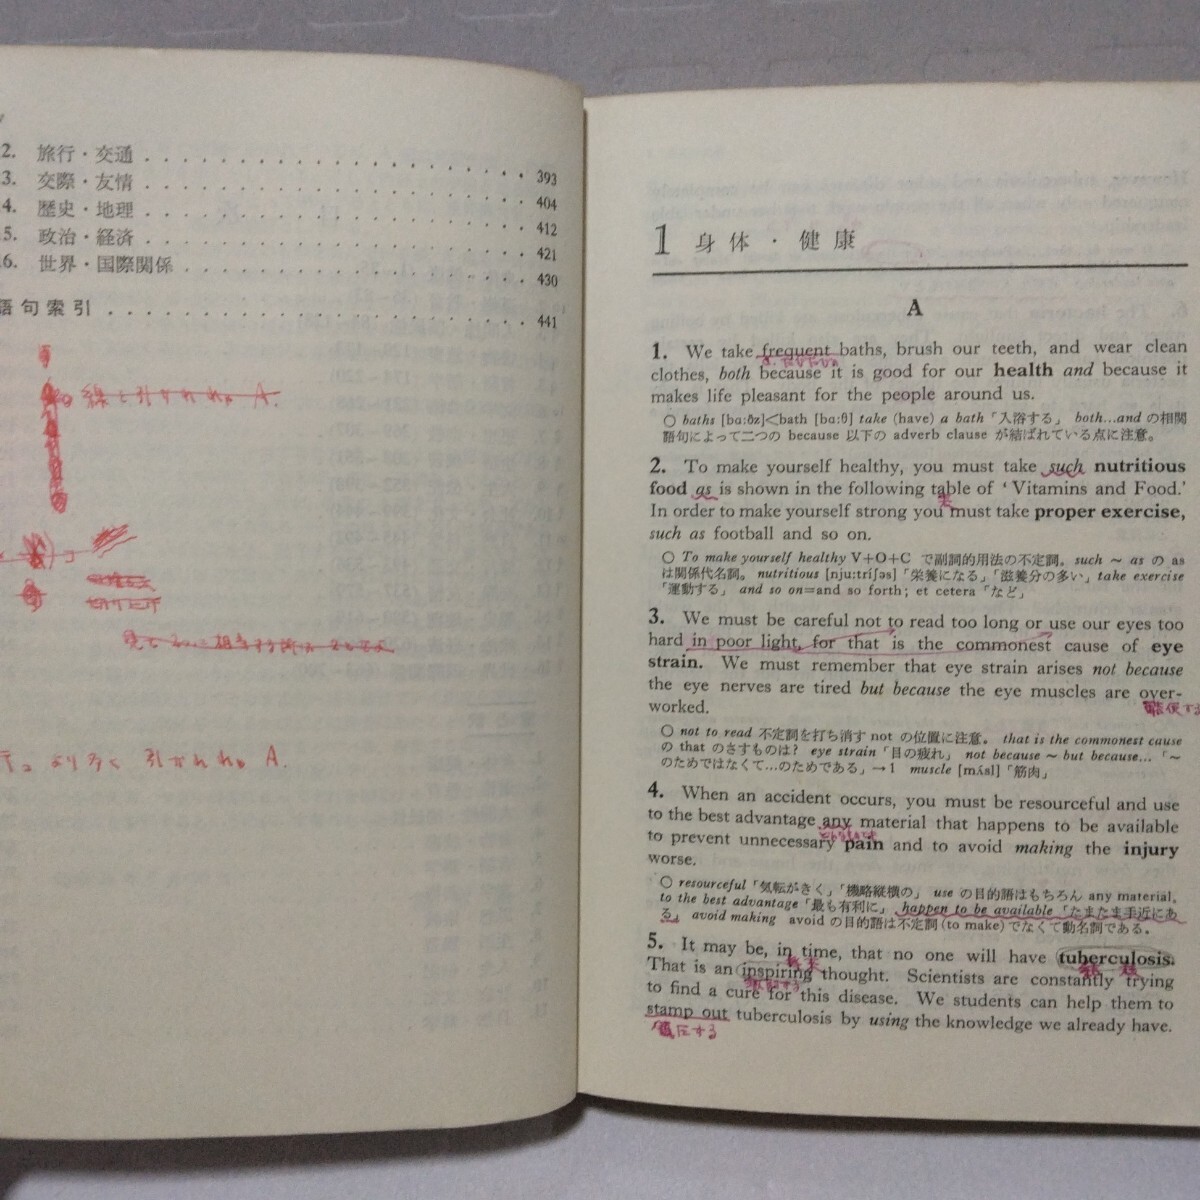 2. 旅行・交通 . . . . . . . . . . . . . . . . . . 393
3. 交際・友情 . . . . . . . . . . . . . . . . . . 404
4. 歴史・地理 . . . . . . . . . . . . . . . . . . 412
5. 政治・経済 . . . . . . . . . . . . . . . . . . 421
6. 世界・国際関係 . . . . . . . . . . . . . . . . 430
語句索引 . . . . . . . . . . . . . . . . . . . . 441
線を引かれれば A.
より多く 引かれれば A.
1 身体・健康
A
1. We take frequent baths, brush our teeth, and wear clean
clothes, both because it is good for our health and because it
makes life pleasant for the people around us.
○ baths [bɑːðz]<bath [bɑːθ] take (have) a bath「入浴する」 both...and の相関
語句によって二つの because 以下の adverb clause が結ばれている点に注意。
2. To make yourself healthy, you must take such nutritious
food as is shown in the following table of 'Vitamins and Food.'
In order to make yourself strong you must take proper exercise,
such as football and so on.
○ To make yourself healthy V+O+C で副詞的用法の不定詞。such ~ as の as
は関係代名詞。 nutritious [njuːtríʃəs]「栄養になる」「滋養分の多い」 take exercise
「運動する」 and so on=and so forth; et cetera「など」
3. We must be careful not to read too long or use our eyes too
hard in poor light, for that is the commonest cause of eye
strain. We must remember that eye strain arises not because
the eye nerves are tired but because the eye muscles are over-
worked.
酷使する
○ not to read 不定詞を打ち消す not の位置に注意。 that is the commonest cause
の that のさすものは? eye strain「目の疲れ」 not because ~ but because...「~
のためではなくて...のためである」→1 muscle [mʌ́sl]「筋肉」
4. When an accident occurs, you must be resourceful and use
to the best advantage any material that happens to be available
to prevent unnecessary pain and to avoid making the injury
worse.
○ resourceful「気転がきく」「機略縦横の」 use の目的語はもちろん any material.
to the best advantage「最も有利に」 happen to be available「たまたま手近にあ
る」 avoid making avoid の目的語は不定詞 (to make) でなくて動名詞である。
5. It may be, in time, that no one will have tuberculosis.
結核
That is an inspiring thought. Scientists are constantly trying
to find a cure for this disease. We students can help them to
stamp out tuberculosis by using the knowledge we already have.
圧する